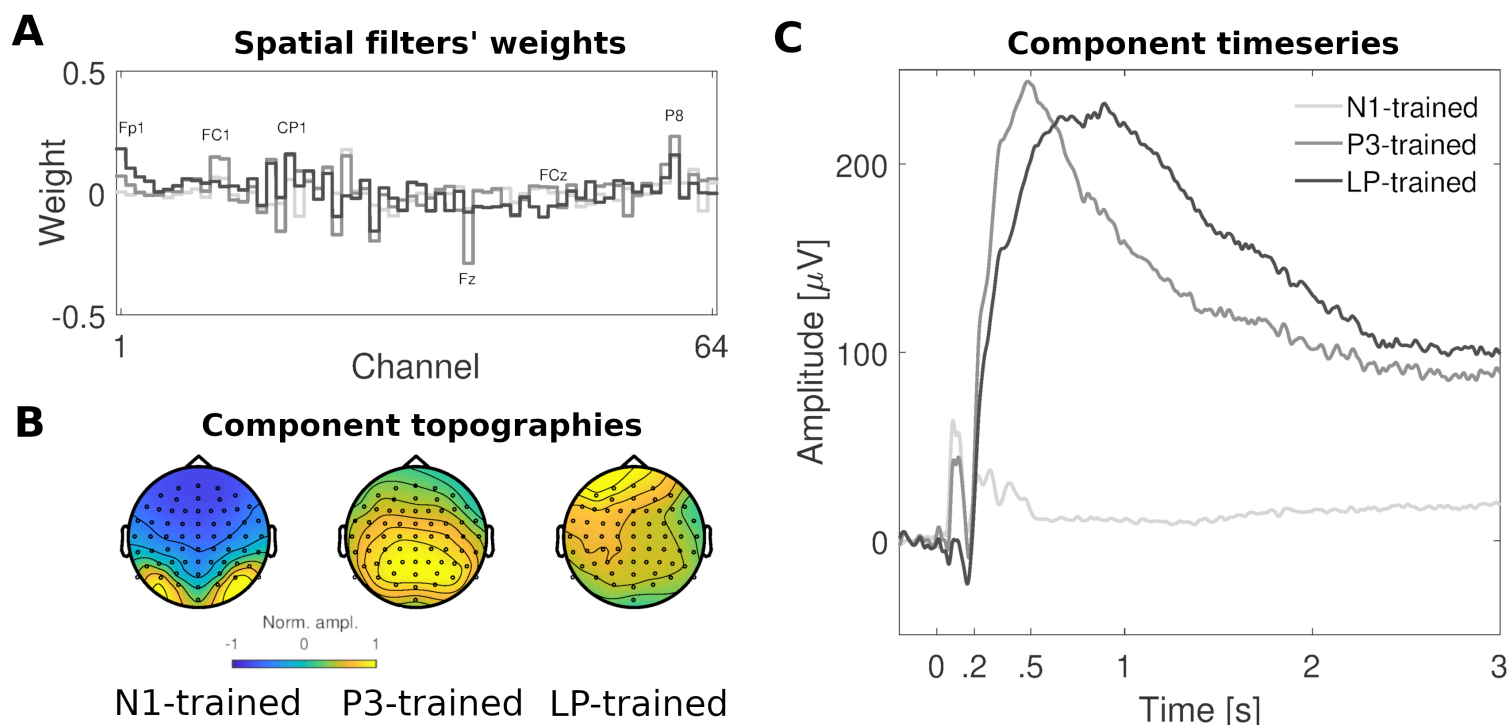 A
Spatial filters' weights
0.5
0
-0.5
Weight
Fp1
FC1
CP1
Fz
FCz
P8
1
64
Channel
B
Component topographies
Norm. ampl.
-1 0 1
N1-trained P3-trained LP-trained
C
Component timeseries
N1-trained
P3-trained
LP-trained
200
100
0
Amplitude [μV]
0 .2 .5 1 2 3
Time [s]